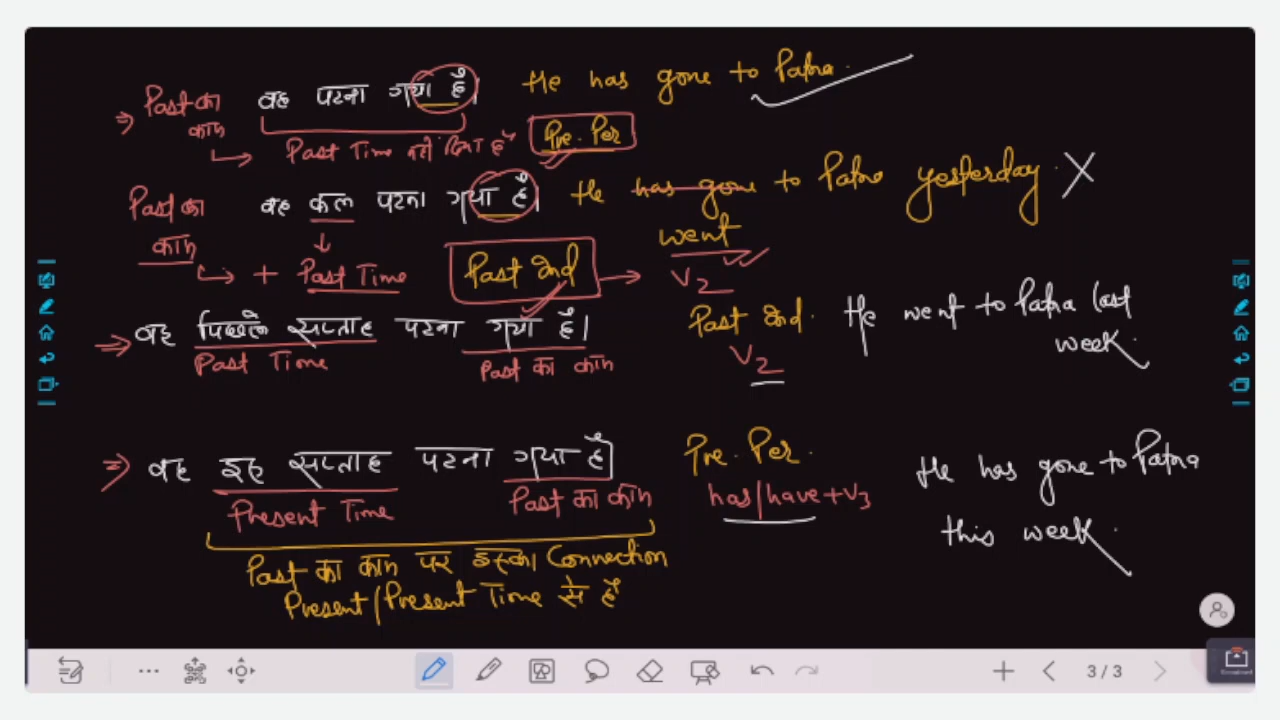 ⇒ Past का वह पटना गया है। He has gone to Patna.
काम
↳ Past Time नहीं दिया है Pre. Per
Past का वह कल पटना गया है। He has gone to Patna yesterday. X
काम ↓ went
↳ + Past Time Past Ind → V2
⇒ वह पिछले सप्ताह पटना गया है। Past Ind. He went to Patna last
Past Time Past का काम V2 week.
⇒ वह इस सप्ताह पटना गया है Pre. Per. He has gone to Patna
Present Time Past का काम has/have+V3 this week.
Past का काम पर इसका Connection
Present/Present Time से है
3/3